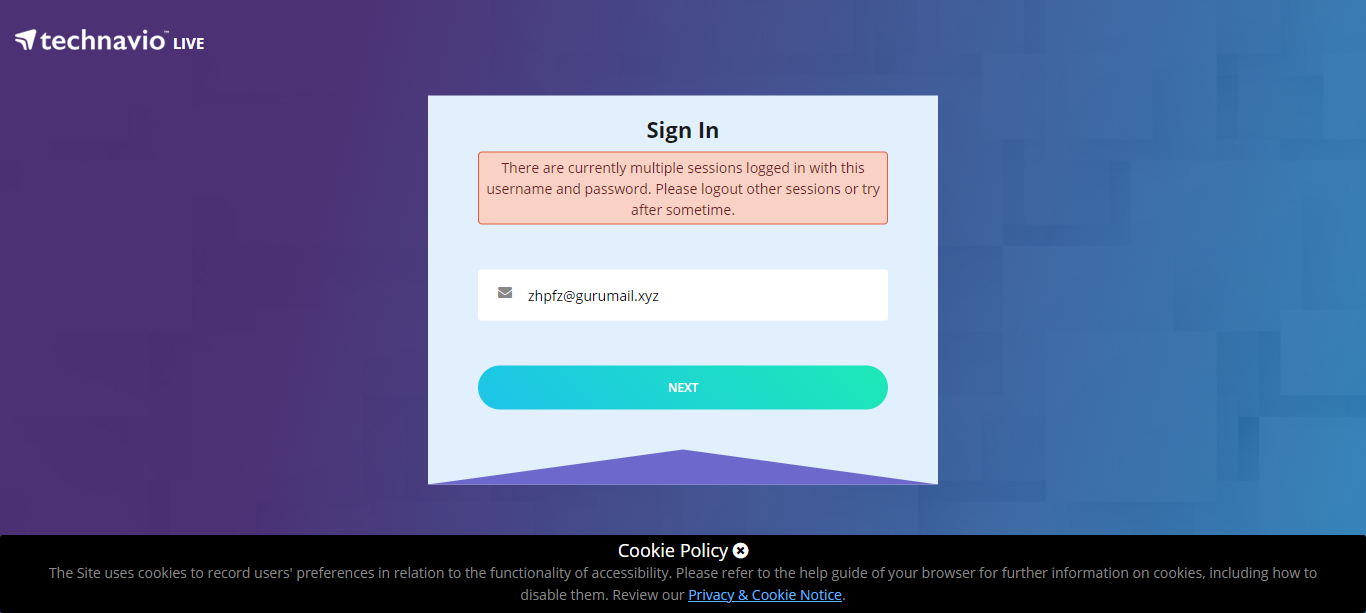 technavio™ LIVE
Sign In
There are currently multiple sessions logged in with this
username and password. Please logout other sessions or try
after sometime.
zhpfz@gurumail.xyz
NEXT
Cookie Policy
The Site uses cookies to record users' preferences in relation to the functionality of accessibility. Please refer to the help guide of your browser for further information on cookies, including how to
disable them. Review our Privacy & Cookie Notice.